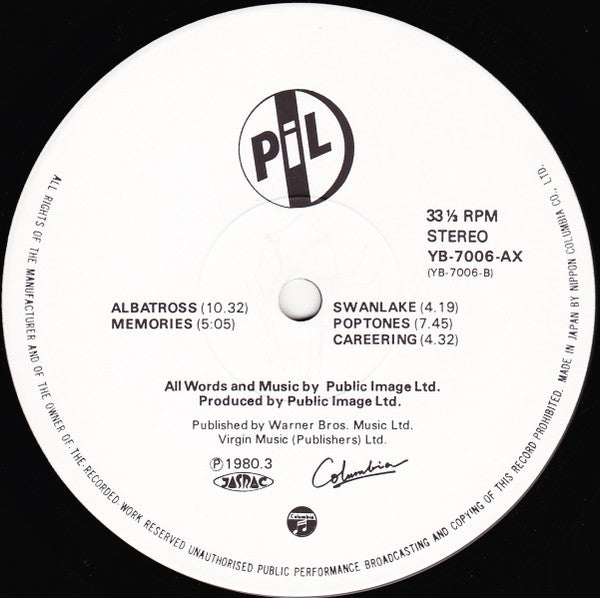 PiL
33 ⅓ RPM
STEREO
YB-7006-AX
(YB-7006-B)
ALBATROSS (10.32)
MEMORIES (5:05)
SWANLAKE (4.19)
POPTONES (7.45)
CAREERING (4.32)
All Words and Music by Public Image Ltd.
Produced by Public Image Ltd.
Published by Warner Bros. Music Ltd.
Virgin Music (Publishers) Ltd.
Ⓟ1980.3
JASRAC
Columbia
Columbia
ALL RIGHTS OF THE MANUFACTURER AND OF THE OWNER OF THE RECORDED WORK RESERVED UNAUTHORISED PUBLIC PERFORMANCE BROADCASTING AND COPYING OF THIS RECORD PROHIBITED. MADE IN JAPAN BY NIPPON COLUMBIA CO., LTD.